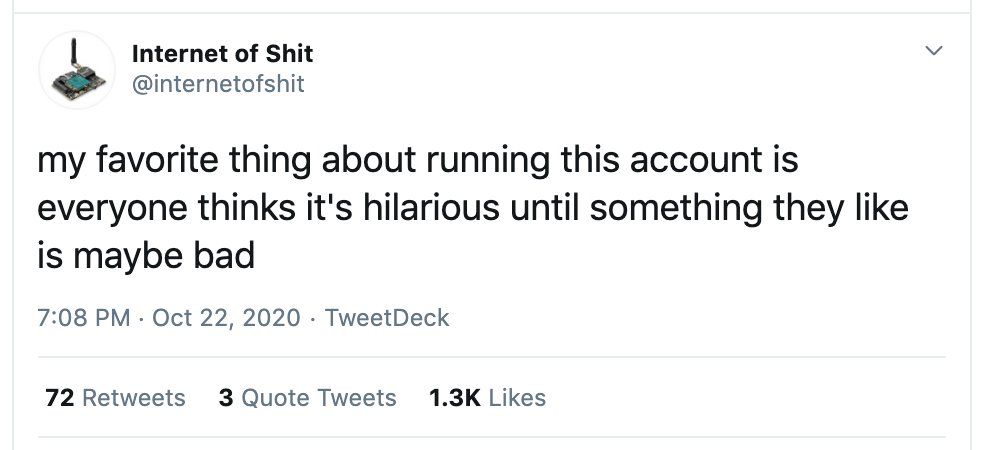 Internet of Shit
@internetofshit
my favorite thing about running this account is
everyone thinks it's hilarious until something they like
is maybe bad
7:08 PM · Oct 22, 2020 · TweetDeck
72 Retweets 3 Quote Tweets 1.3K Likes